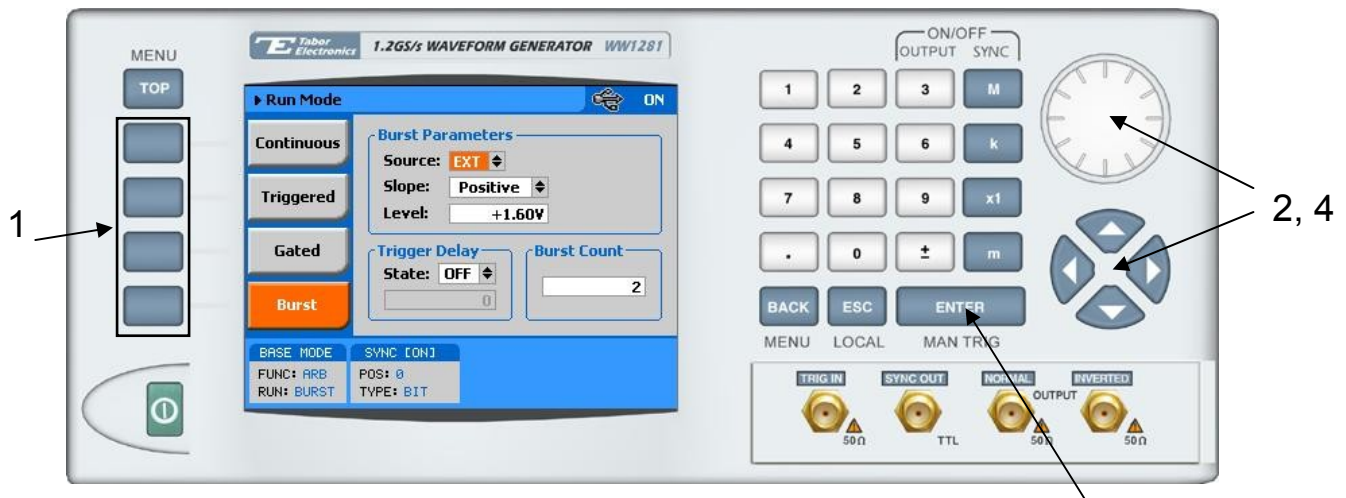 MENU
TOP
1
Tabor Electronics 1.2GS/s WAVEFORM GENERATOR WW1281
Run Mode ON
Continuous
Triggered
Gated
Burst
Burst Parameters
Source: EXT
Slope: Positive
Level: +1.60V
Trigger Delay
State: OFF
0
Burst Count
2
BASE MODE
FUNC: ARB
RUN: BURST
SYNC [ON]
POS: 0
TYPE: BIT
ON/OFF
OUTPUT SYNC
1 2 3 M
4 5 6 k
7 8 9 x1
. 0 ± m
BACK ESC ENTER
MENU LOCAL MAN TRIG
2, 4
TRIG IN SYNC OUT NORMAL INVERTED
OUTPUT
50Ω TTL 50Ω 50Ω